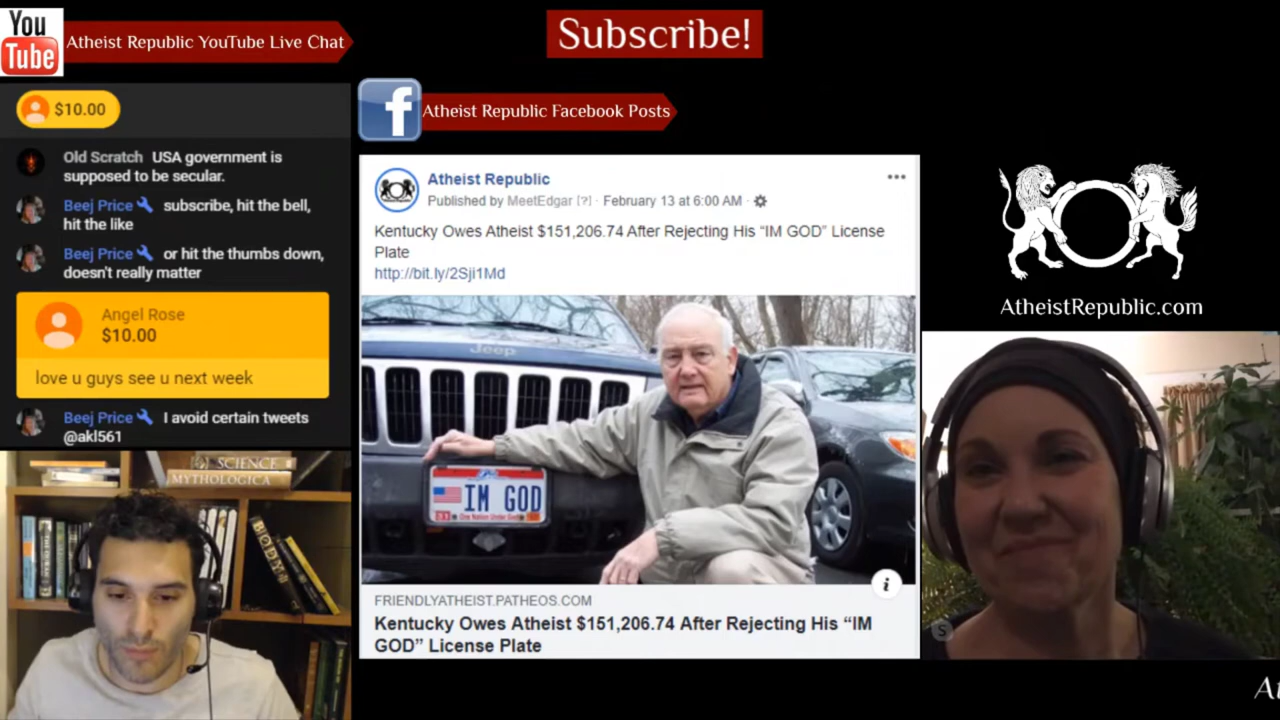 You
Tube
Atheist Republic YouTube Live Chat
Subscribe!
$10.00
Old Scratch USA government is
supposed to be secular.
Beej Price subscribe, hit the bell,
hit the like
Beej Price or hit the thumbs down,
doesn't really matter
Angel Rose
$10.00
love u guys see u next week
Beej Price I avoid certain tweets
@akl561
SCIENCE
MYTHOLOGICA
BODY
f
Atheist Republic Facebook Posts
Atheist Republic
Published by MeetEdgar [?] · February 13 at 6:00 AM ·
Kentucky Owes Atheist $151,206.74 After Rejecting His “IM GOD” License
Plate
http://bit.ly/2Sji1Md
Jeep
IM GOD
One Nation Under God
i
FRIENDLYATHEIST.PATHEOS.COM
Kentucky Owes Atheist $151,206.74 After Rejecting His “IM
GOD” License Plate
AtheistRepublic.com
S